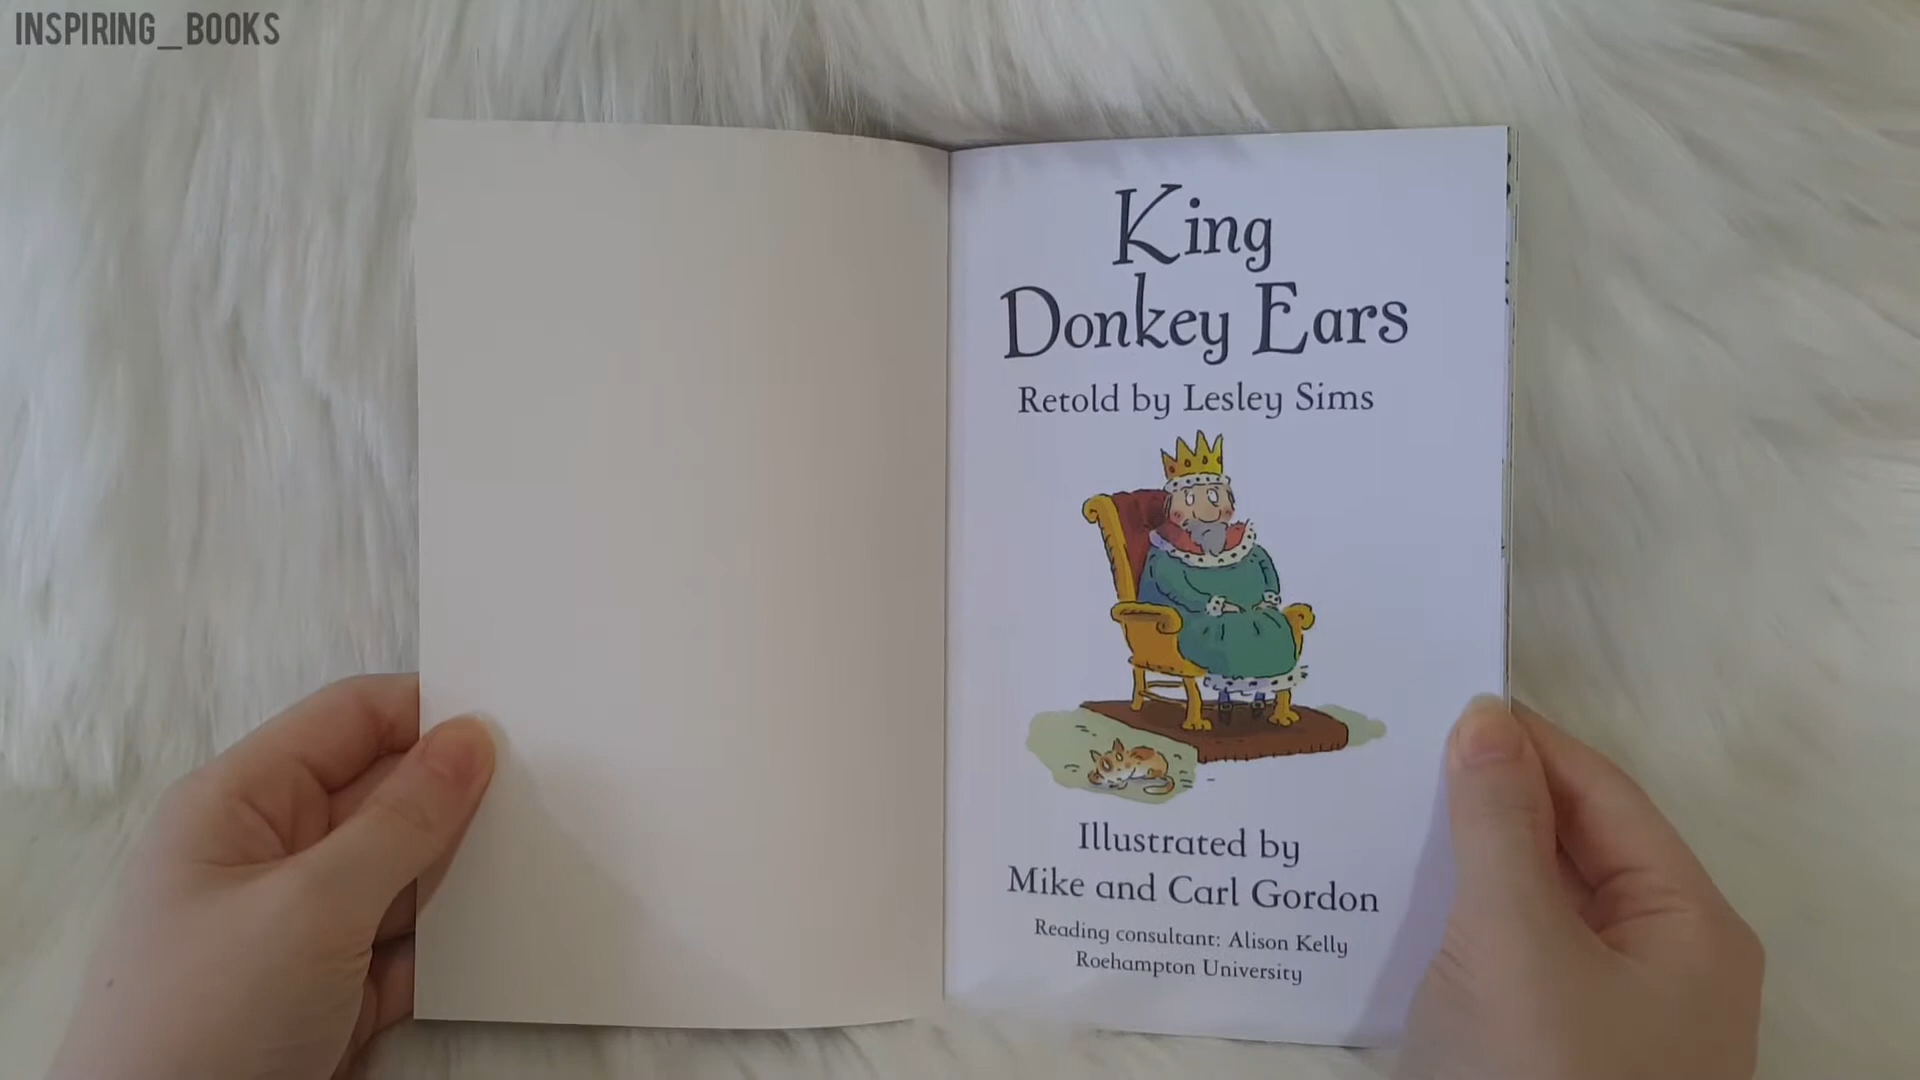 INSPIRING_BOOKS
King
Donkey Ears
Retold by Lesley Sims
Illustrated by
Mike and Carl Gordon
Reading consultant: Alison Kelly
Roehampton University